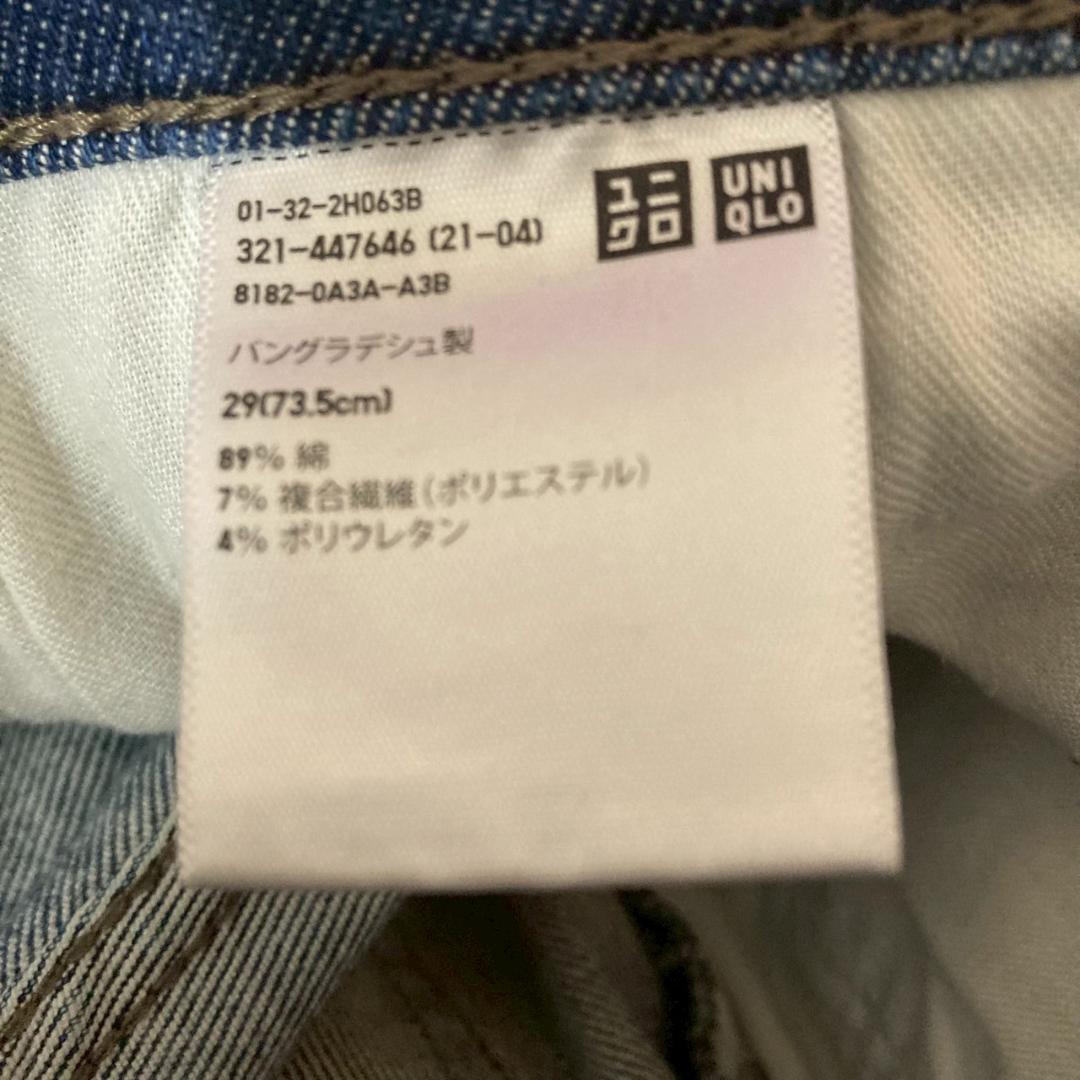 01-32-2H063B
321-447646 (21-04)
8182-0A3A-A3B
ユニ
クロ
UNI
QLO
バングラデシュ製
29(73.5cm)
89% 綿
7% 複合繊維(ポリエステル)
4% ポリウレタン